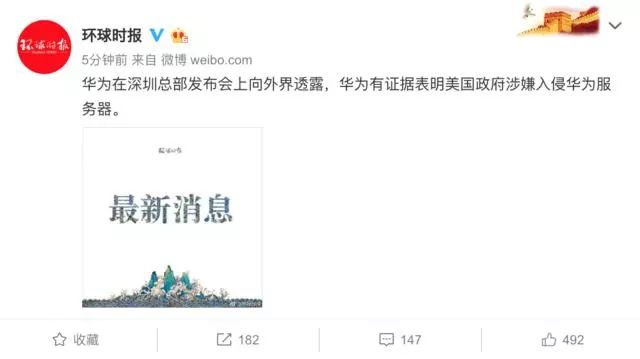 环球时报
环球时报
5分钟前 来自 微博 weibo.com
华为在深圳总部发布会上向外界透露，华为有证据表明美国政府涉嫌入侵华为服
务器。
环球时报
最新消息
收藏
182
147
492